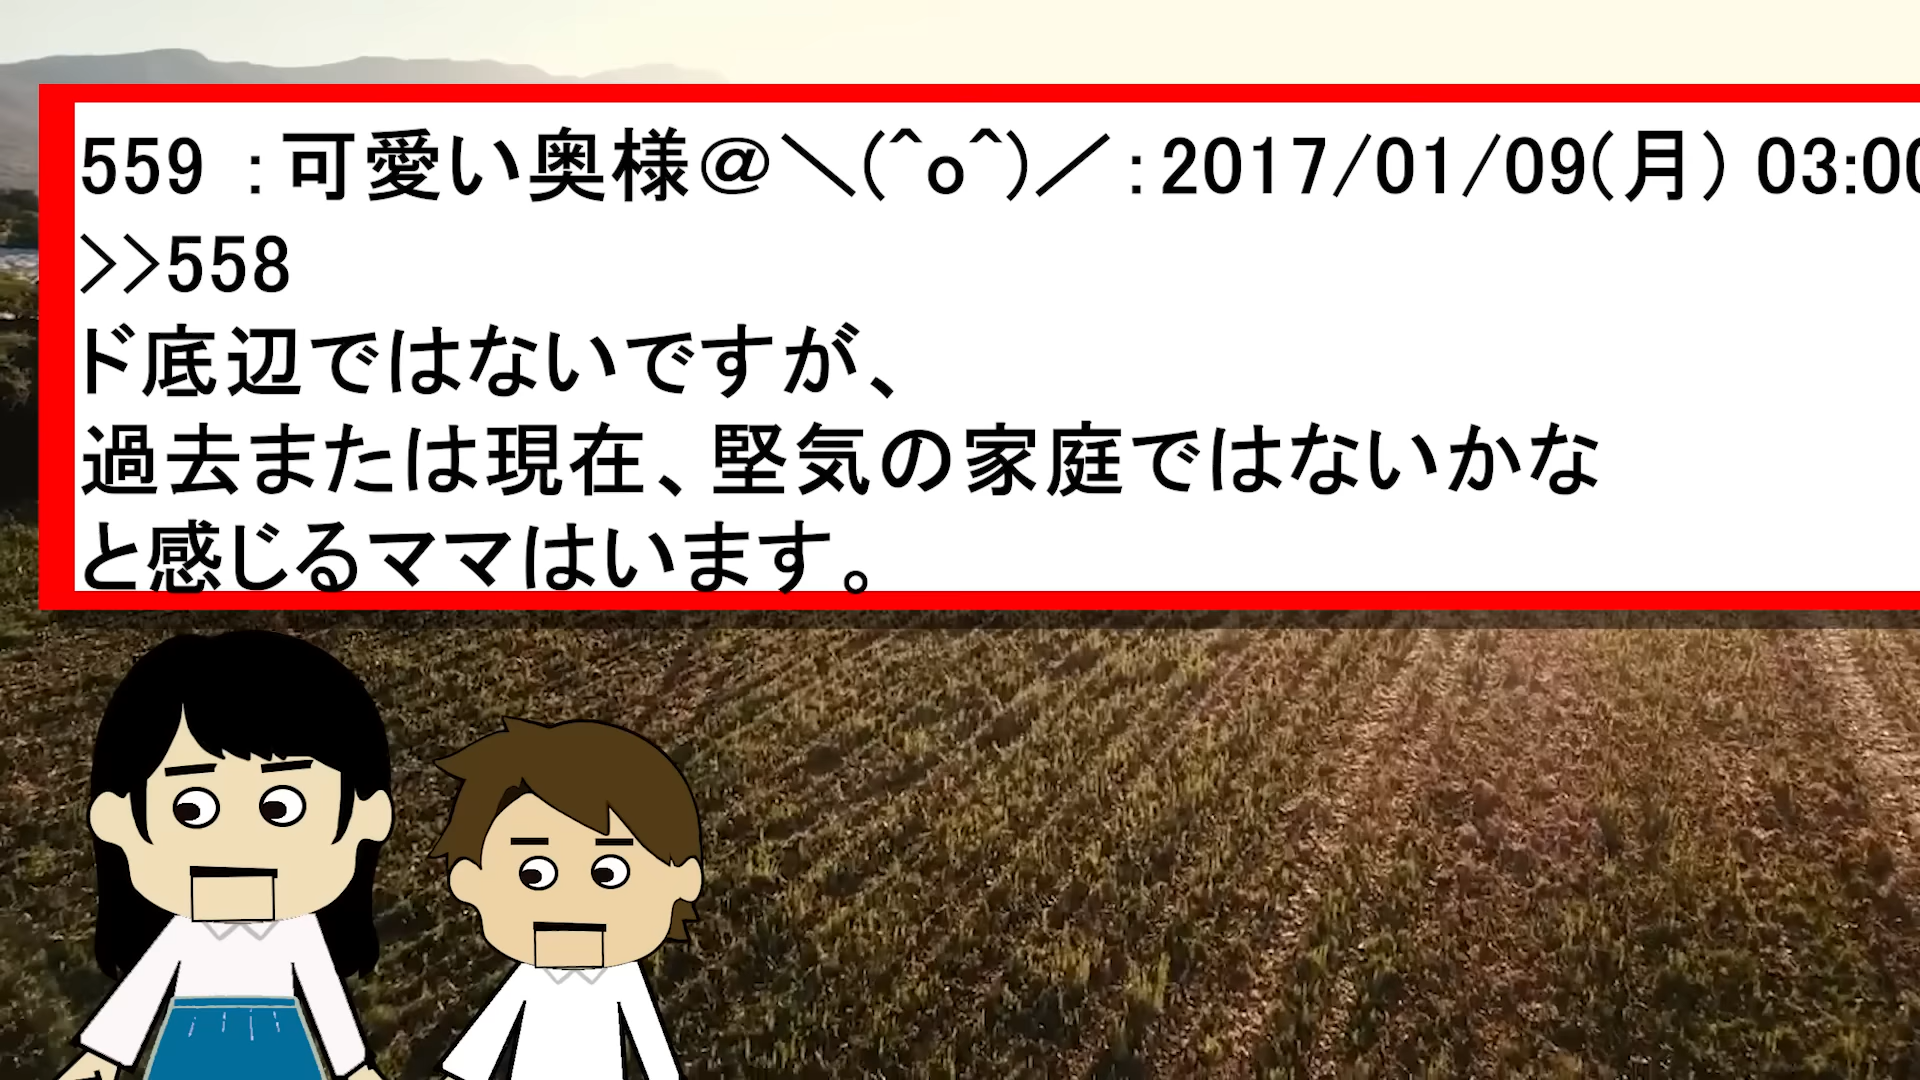 559 :可愛い奥様@＼(^o^)／:2017/01/09(月) 03:00
>>558
ド底辺ではないですが、
過去または現在、堅気の家庭ではないかな
と感じるママはいます。